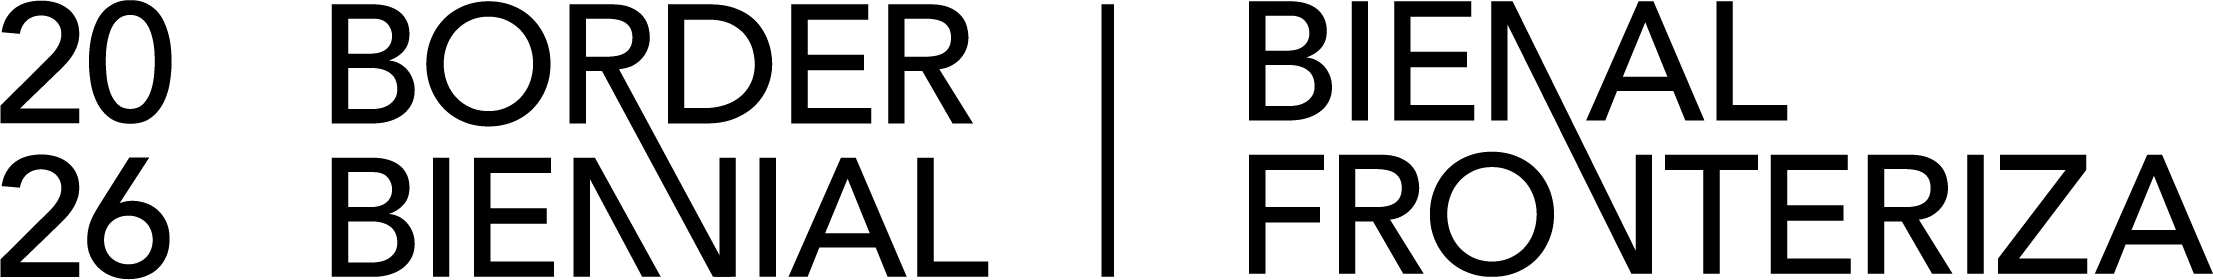 20
26
BORDER
BIENNIAL
BIENAL
FRONTERIZA